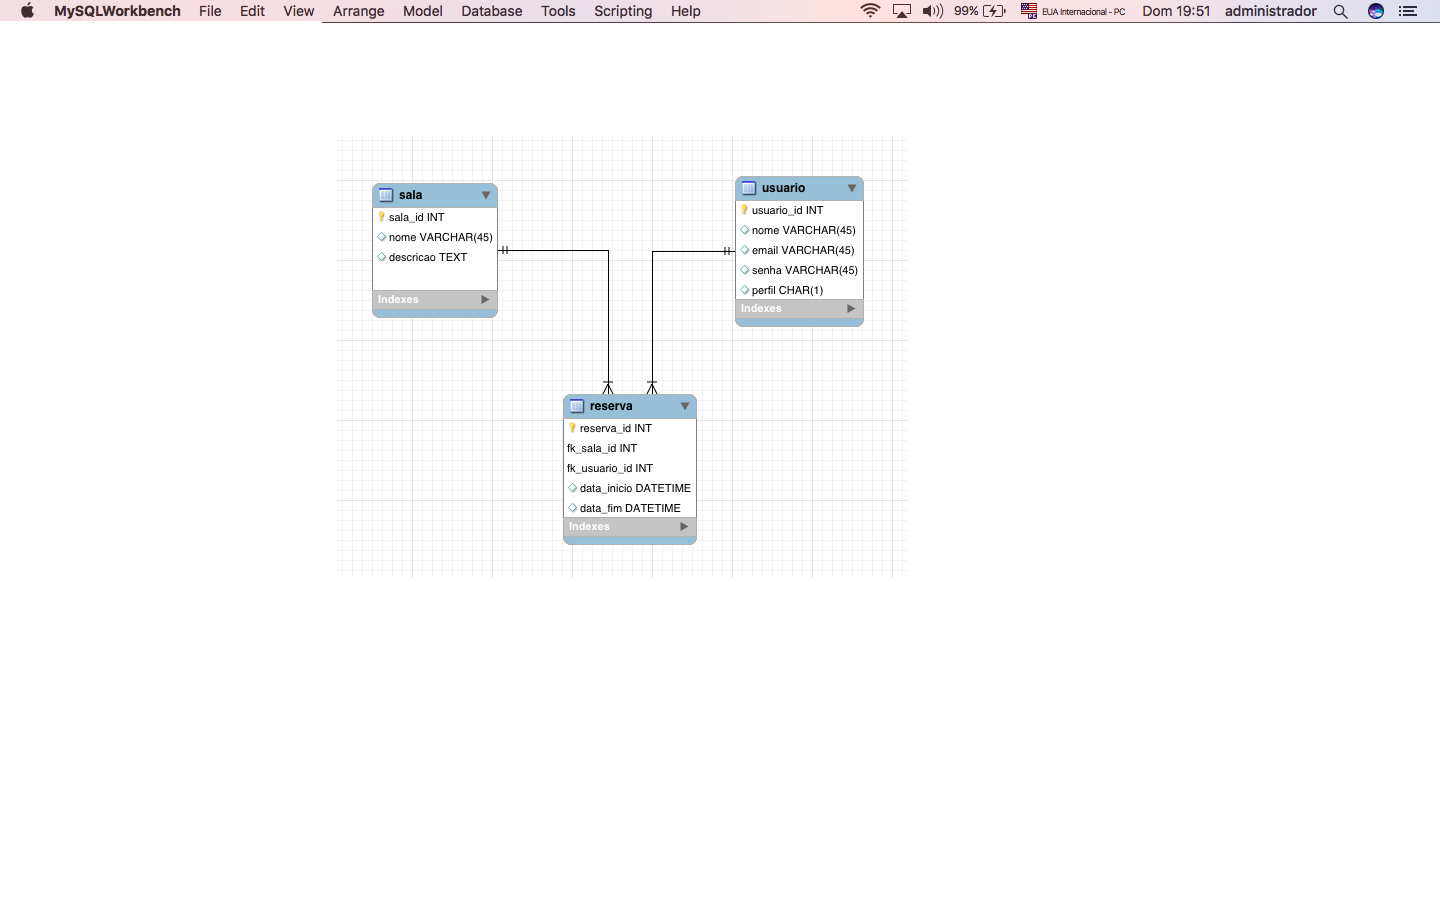 MySQLWorkbench File Edit View Arrange Model Database Tools Scripting Help 99% EUA Internacional - PC Dom 19:51 administrador
sala
sala_id INT
nome VARCHAR(45)
descricao TEXT
Indexes
usuario
usuario_id INT
nome VARCHAR(45)
email VARCHAR(45)
senha VARCHAR(45)
perfil CHAR(1)
Indexes
reserva
reserva_id INT
fk_sala_id INT
fk_usuario_id INT
data_inicio DATETIME
data_fim DATETIME
Indexes